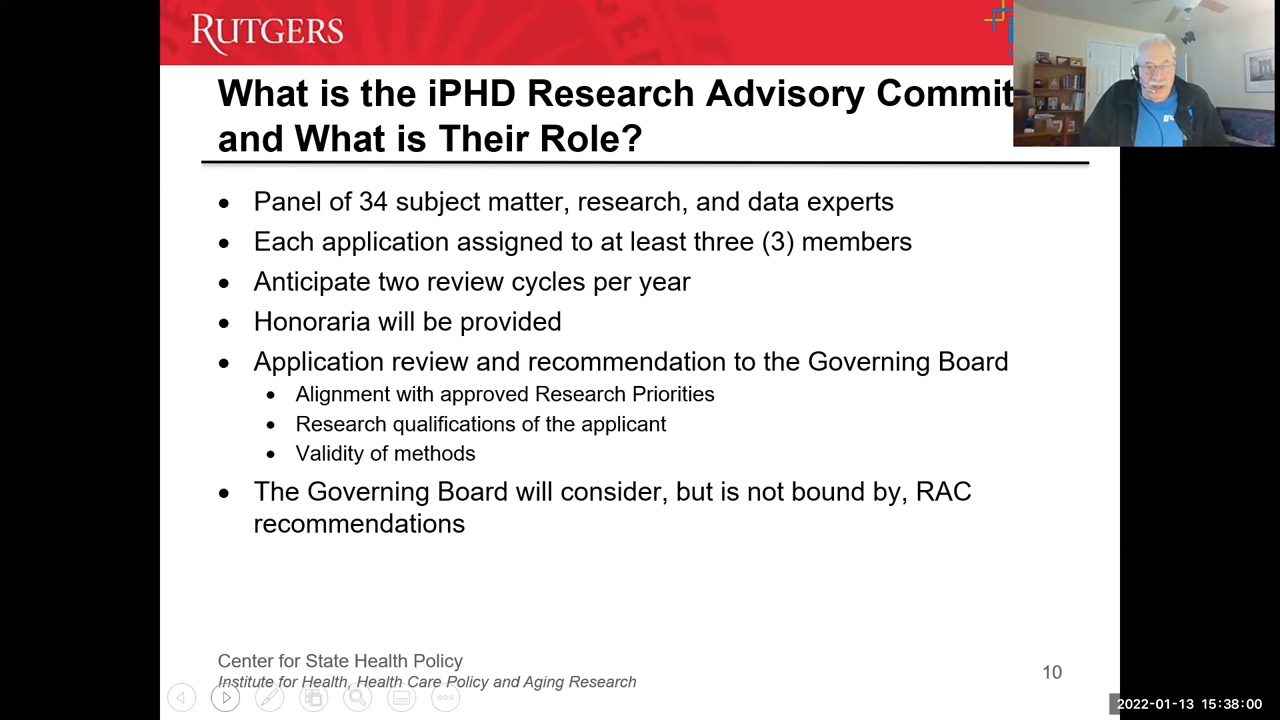 RUTGERS
What is the iPHD Research Advisory Commit
and What is Their Role?
• Panel of 34 subject matter, research, and data experts
• Each application assigned to at least three (3) members
• Anticipate two review cycles per year
• Honoraria will be provided
• Application review and recommendation to the Governing Board
• Alignment with approved Research Priorities
• Research qualifications of the applicant
• Validity of methods
• The Governing Board will consider, but is not bound by, RAC
recommendations
Center for State Health Policy
Institute for Health, Health Care Policy and Aging Research
10
2022-01-13 15:38:00